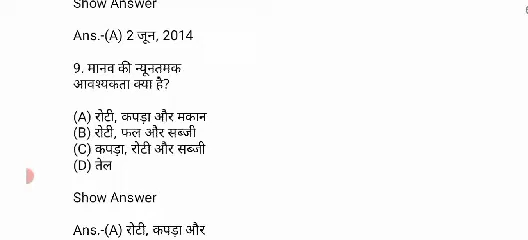 Show Answer
Ans.-(A) 2 जून, 2014
9. मानव की न्यूनतमक
आवश्यकता क्या है?
(A) रोटी, कपड़ा और मकान
(B) रोटी, फल और सब्जी
(C) कपड़ा, रोटी और सब्जी
(D) तेल
Show Answer
Ans.-(A) रोटी, कपड़ा और